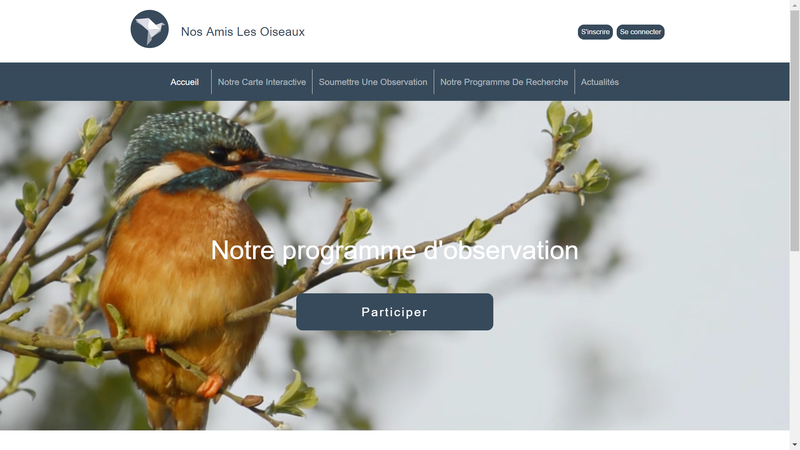 Nos Amis Les Oiseaux
S'inscrire
Se connecter
Accueil
Notre Carte Interactive
Soumettre Une Observation
Notre Programme De Recherche
Actualités
Notre programme d'observation
Participer